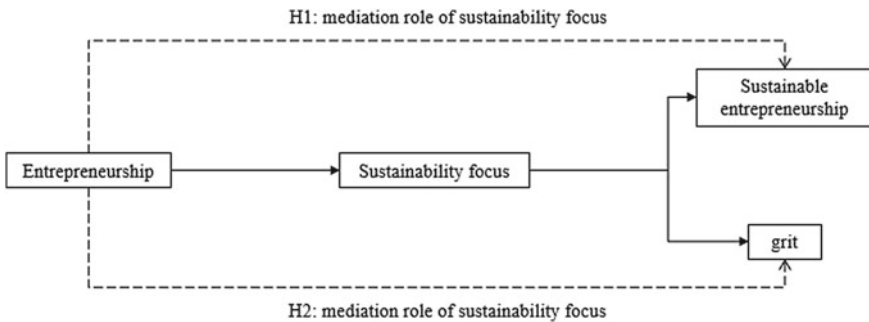 H1: mediation role of sustainability focus
Sustainable
entrepreneurship
Entrepreneurship
Sustainability focus
grit
H2: mediation role of sustainability focus